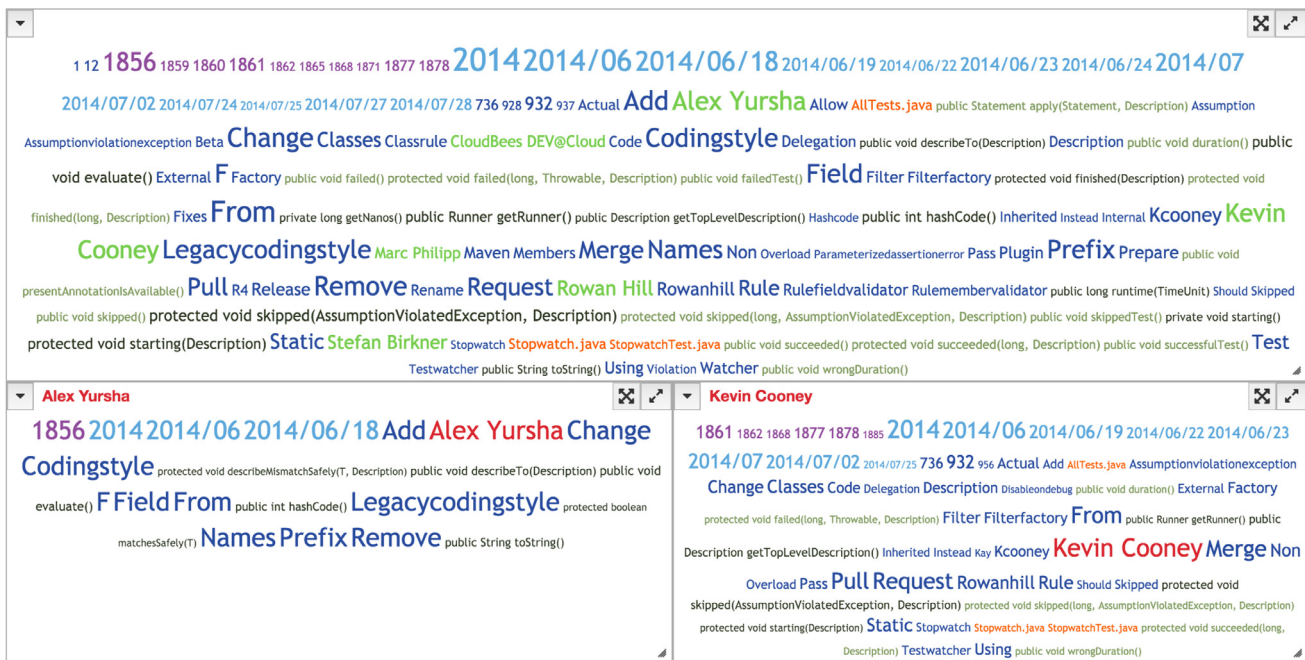 1 12 1856 1859 1860 1861 1862 1865 1868 1871 1877 1878 2014 2014/06 2014/06/18 2014/06/19 2014/06/22 2014/06/23 2014/06/24 2014/07
2014/07/02 2014/07/24 2014/07/25 2014/07/27 2014/07/28 736 928 932 937 Actual Add Alex Yursha Allow AllTests.java public Statement apply(Statement, Description) Assumption
Assumptionviolationexception Beta Change Classes Classrule CloudBees DEV@Cloud Code Codingstyle Delegation public void describeTo(Description) Description public void duration() public
void evaluate() External F Factory public void failed() protected void failed(long, Throwable, Description) public void failedTest() Field Filter Filterfactory protected void finished(Description) protected void
finished(long, Description) Fixes From private long getNanos() public Runner getRunner() public Description getTopLevelDescription() Hashcode public int hashCode() Inherited Instead Internal Kcooney Kevin
Cooney Legacycodingstyle Marc Philipp Maven Members Merge Names Non Overload Parameterizedassertionerror Pass Plugin Prefix Prepare public void
presentAnnotationIsAvailable() Pull R4 Release Remove Rename Request Rowan Hill Rowanhill Rule Rulefieldvalidator Rulemembervalidator public long runtime(TimeUnit) Should Skipped
public void skipped() protected void skipped(AssumptionViolatedException, Description) protected void skipped(long, AssumptionViolatedException, Description) public void skippedTest() private void starting()
protected void starting(Description) Static Stefan Birkner Stopwatch Stopwatch.java StopwatchTest.java public void succeeded() protected void succeeded(long, Description) public void successfulTest() Test
Testwatcher public String toString() Using Violation Watcher public void wrongDuration()
Alex Yursha
1856 2014 2014/06 2014/06/18 Add Alex Yursha Change
Codingstyle protected void describeMismatchSafely(T, Description) public void describeTo(Description) public void
evaluate() F Field From public int hashCode() Legacycodingstyle protected boolean
matchesSafely(T) Names Prefix Remove public String toString()
Kevin Cooney
1861 1862 1868 1877 1878 1885 2014 2014/06 2014/06/19 2014/06/22 2014/06/23
2014/07 2014/07/02 2014/07/25 736 932 956 Actual Add AllTests.java Assumptionviolationexception
Change Classes Code Delegation Description Disableondebug public void duration() External Factory
protected void failed(long, Throwable, Description) Filter Filterfactory From public Runner getRunner() public
Description getTopLevelDescription() Inherited Instead Kay Kcooney Kevin Cooney Merge Non
Overload Pass Pull Request Rowanhill Rule Should Skipped protected void
skipped(AssumptionViolatedException, Description) protected void skipped(long, AssumptionViolatedException, Description)
protected void starting(Description) Static Stopwatch Stopwatch.java StopwatchTest.java protected void succeeded(long,
Description) Testwatcher Using public void wrongDuration()